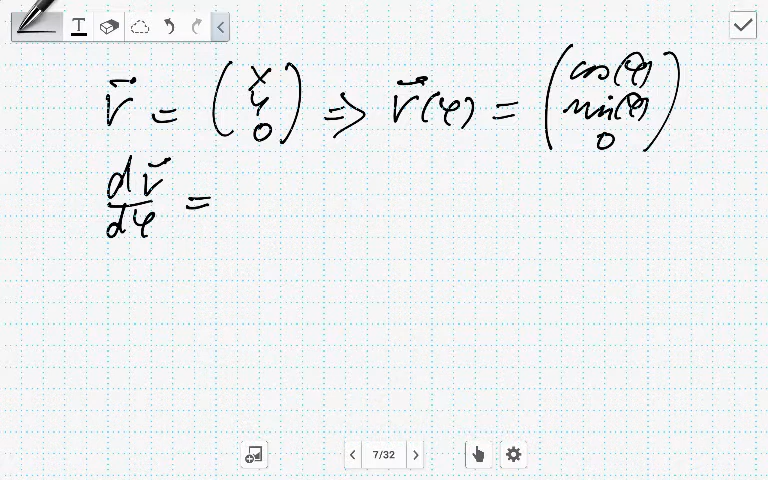 T
r⃗ = (x y 0) => r⃗(φ) = (cos(φ) sin(φ) 0)
dr⃗/dφ =
7/32